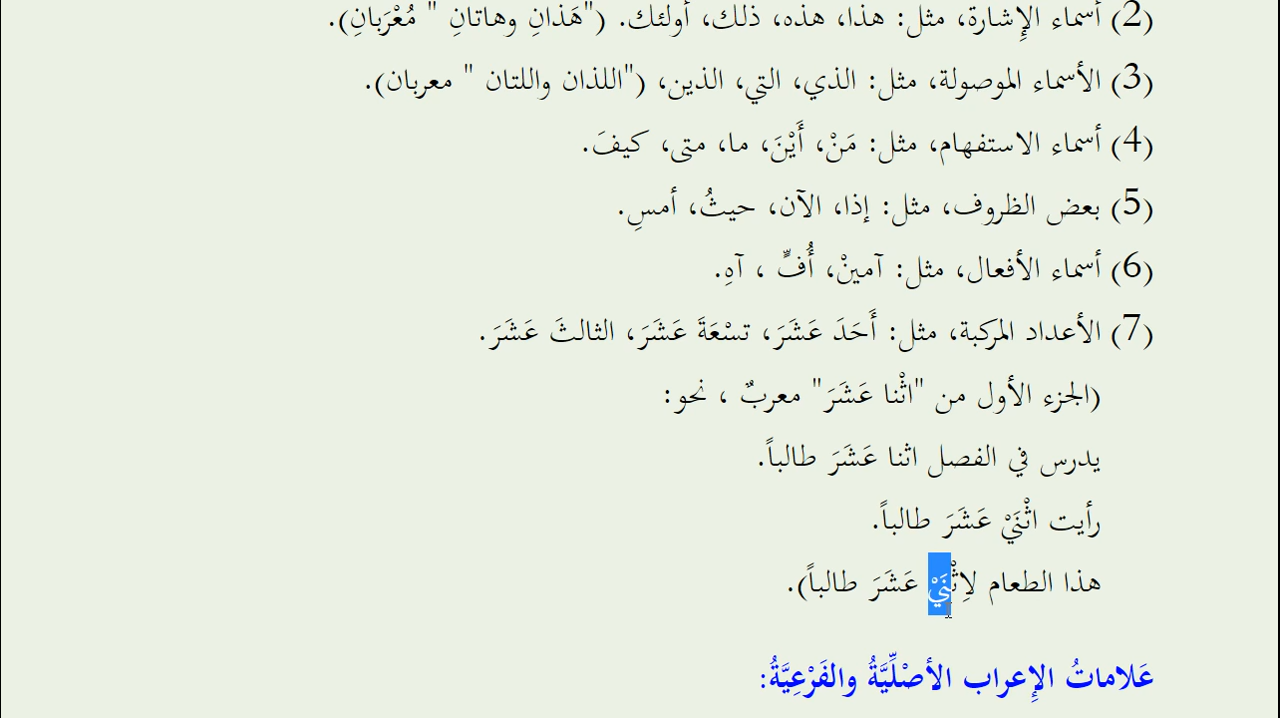 (2) أسماء الإِشارة، مثل: هذا، هذه، ذلك، أولئك. ("هَذانِ وهاتانِ " مُعْرَبانِ).
(3) الأسماء الموصولة، مثل: الذي، التي، الذين، ("اللذان واللتان " معربان).
(4) أسماء الاستفهام، مثل: مَنْ، أَيْنَ، ما، متى، كيفَ.
(5) بعض الظروف، مثل: إذا، الآن، حيثُ، أمسِ.
(6) أسماء الأفعال، مثل: آمينْ، أُفٍّ ، آهِ.
(7) الأعداد المركبة، مثل: أَحَدَ عَشَرَ، تسْعَةَ عَشَرَ، الثالثَ عَشَرَ.
(الجزء الأول من "اثْنا عَشَرَ" معربٌ ، نحو:
يدرس في الفصل اثنا عَشَرَ طالباً.
رأيت اثْنَيْ عَشَرَ طالباً.
هذا الطعام لاِثْنَيْ عَشَرَ طالباً).
عَلاماتُ الإِعراب الأصْلِّيَّةُ والفَرْعِيَّةُ: